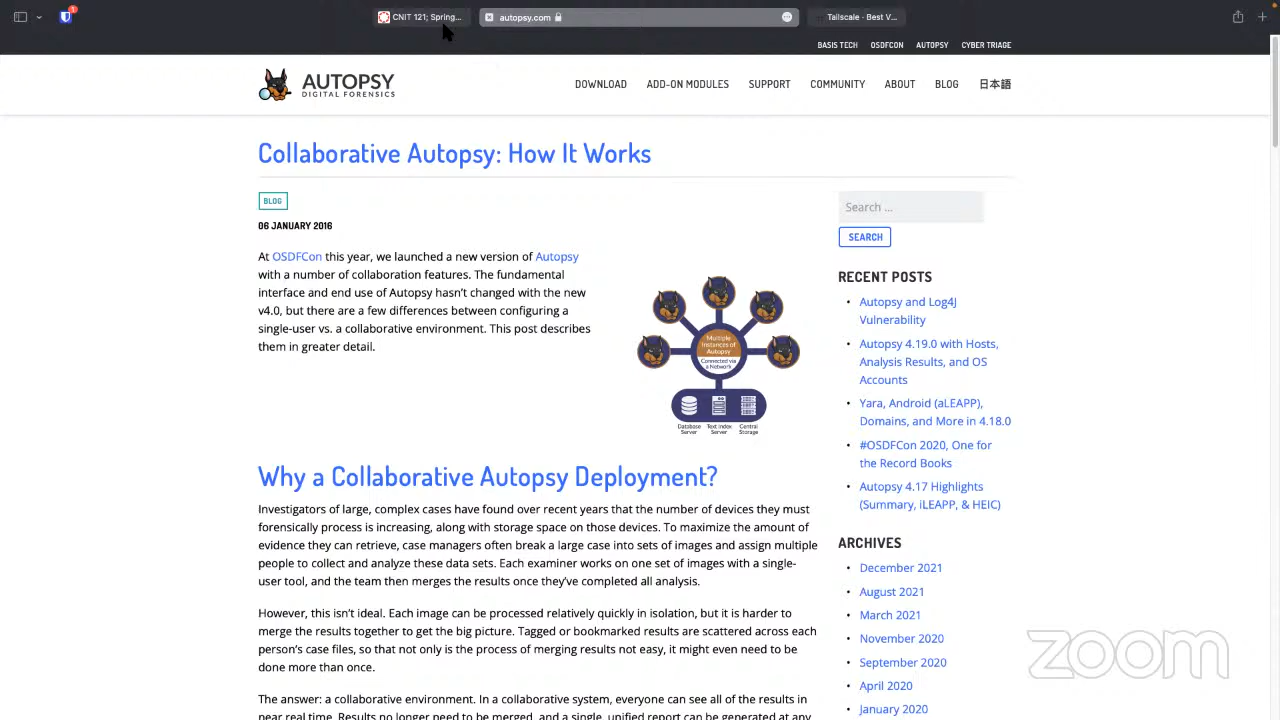 1
CNIT 121; Spring...
autopsy.com
Tailscale - Best V...
BASIS TECH OSDFCON AUTOPSY CYBER TRIAGE
AUTOPSY
DIGITAL FORENSICS
DOWNLOAD ADD-ON MODULES SUPPORT COMMUNITY ABOUT BLOG 日本語
Collaborative Autopsy: How It Works
BLOG
06 JANUARY 2016
At OSDFCon this year, we launched a new version of Autopsy
with a number of collaboration features. The fundamental
interface and end use of Autopsy hasn't changed with the new
v4.0, but there are a few differences between configuring a
single-user vs. a collaborative environment. This post describes
them in greater detail.
Multiple
Instances of
Autopsy
Connected via
a Network
Database
Server
Text Index
Server
Central
Storage
Why a Collaborative Autopsy Deployment?
Investigators of large, complex cases have found over recent years that the number of devices they must
forensically process is increasing, along with storage space on those devices. To maximize the amount of
evidence they can retrieve, case managers often break a large case into sets of images and assign multiple
people to collect and analyze these data sets. Each examiner works on one set of images with a single-
user tool, and the team then merges the results once they've completed all analysis.
However, this isn't ideal. Each image can be processed relatively quickly in isolation, but it is harder to
merge the results together to get the big picture. Tagged or bookmarked results are scattered across each
person's case files, so that not only is the process of merging results not easy, it might even need to be
done more than once.
The answer: a collaborative environment. In a collaborative system, everyone can see all of the results in
near real time. Results no longer need to be merged, and a single, unified report can be generated at any
Search ...
SEARCH
RECENT POSTS
• Autopsy and Log4J
Vulnerability
• Autopsy 4.19.0 with Hosts,
Analysis Results, and OS
Accounts
• Yara, Android (aLEAPP),
Domains, and More in 4.18.0
• #OSDFCon 2020, One for
the Record Books
• Autopsy 4.17 Highlights
(Summary, iLEAPP, & HEIC)
ARCHIVES
• December 2021
• August 2021
• March 2021
• November 2020
• September 2020
• April 2020
• January 2020
zoom